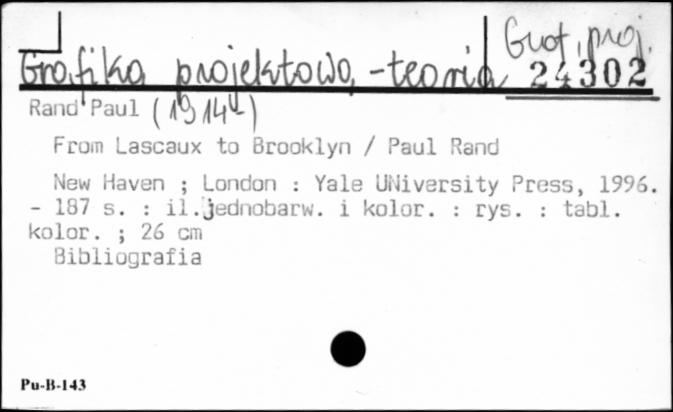 Graf. proj.
Grafika projektowa - teoria 24302
Rand Paul (1914- )
From Lascaux to Brooklyn / Paul Rand
New Haven ; London : Yale UNiversity Press, 1996.
- 187 s. : il.jednobarw. i kolor. : rys. : tabl.
kolor. ; 26 cm
Bibliografia
Pu-B-143